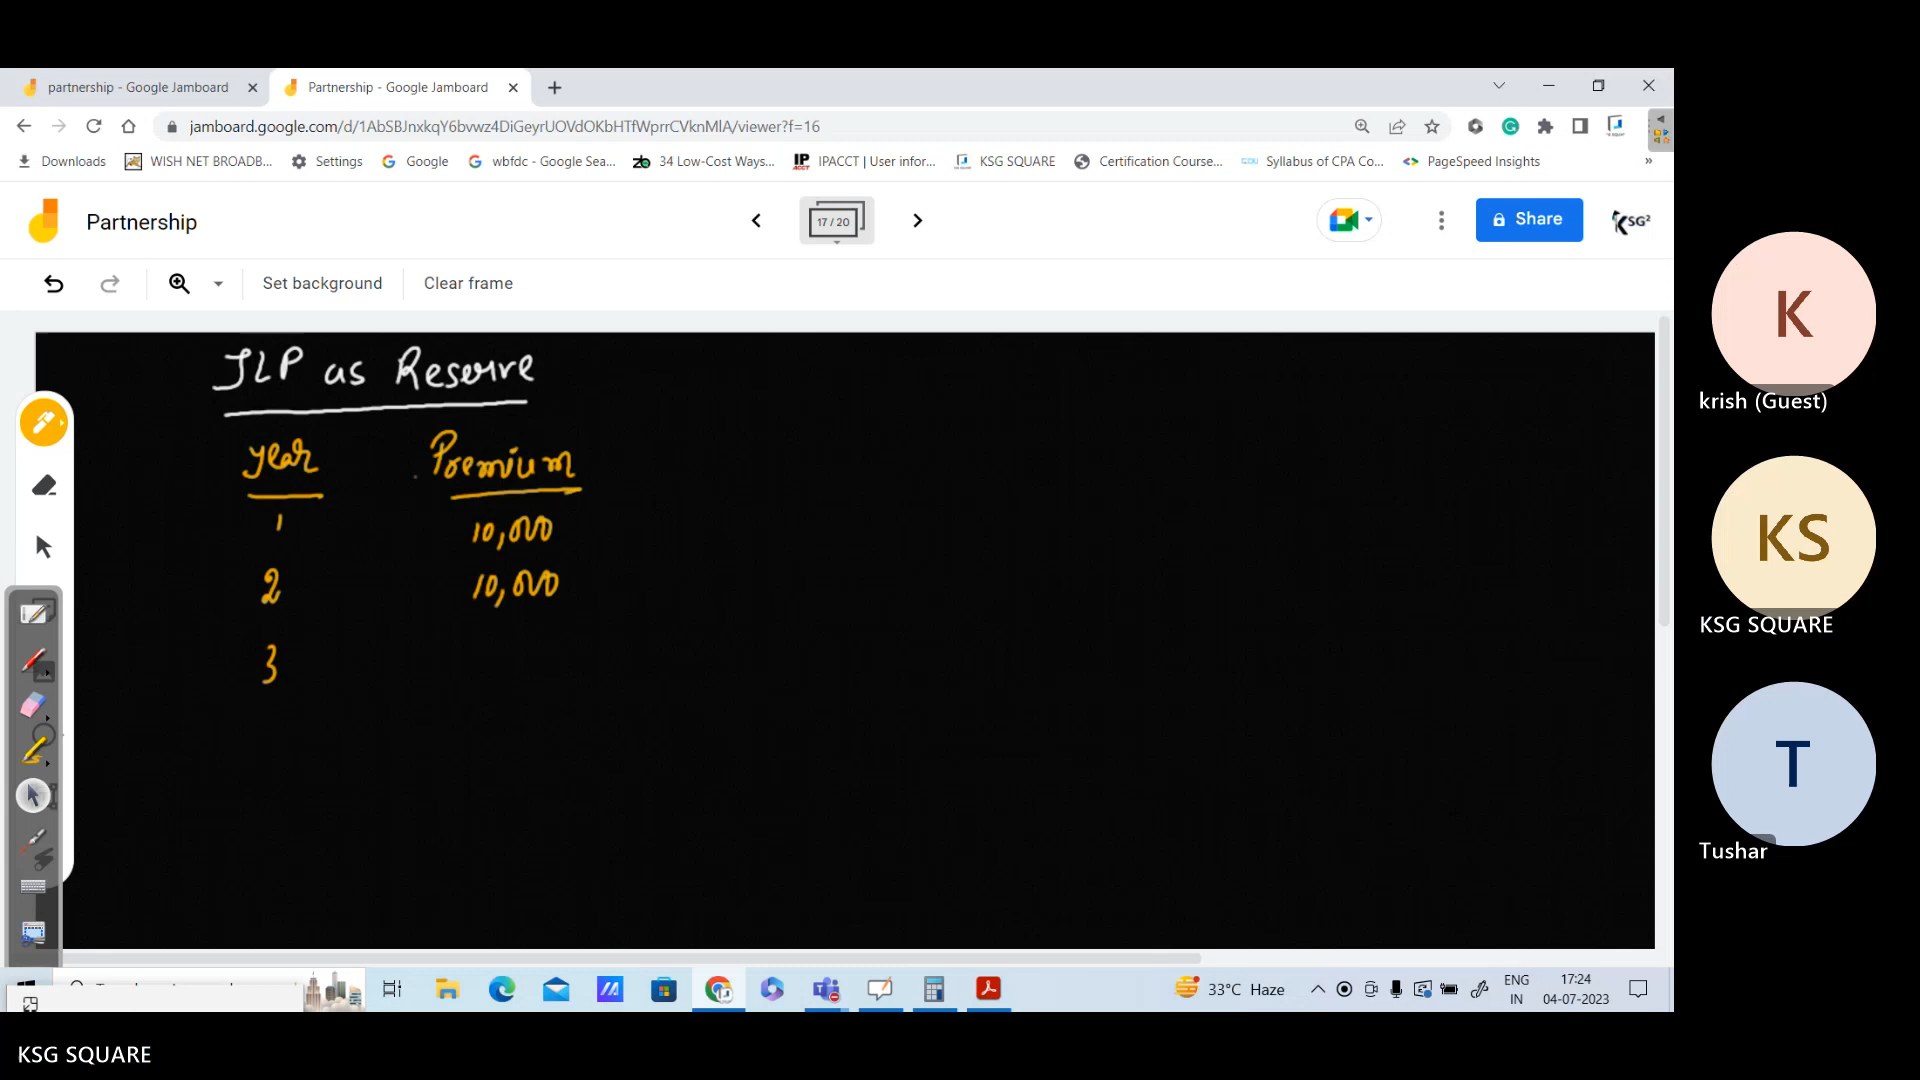 partnership - Google Jamboard
Partnership - Google Jamboard
jamboard.google.com/d/1AbSBJnxkqY6bvwz4DiGeyrUOVdOKbHTfWprrCVknMlA/viewer?f=16
Downloads WISH NET BROADB... Settings Google wbfdc - Google Sea... 34 Low-Cost Ways... IPACCT | User infor... KSG SQUARE Certification Course... Syllabus of CPA Co... PageSpeed Insights »
Partnership
17 / 20
Share
KSG²
Set background Clear frame
JLP as Reserve
year Premium
1 10,000
2 10,000
3
K
krish (Guest)
KS
KSG SQUARE
T
Tushar
33°C Haze
ENG
IN
17:24
04-07-2023
KSG SQUARE